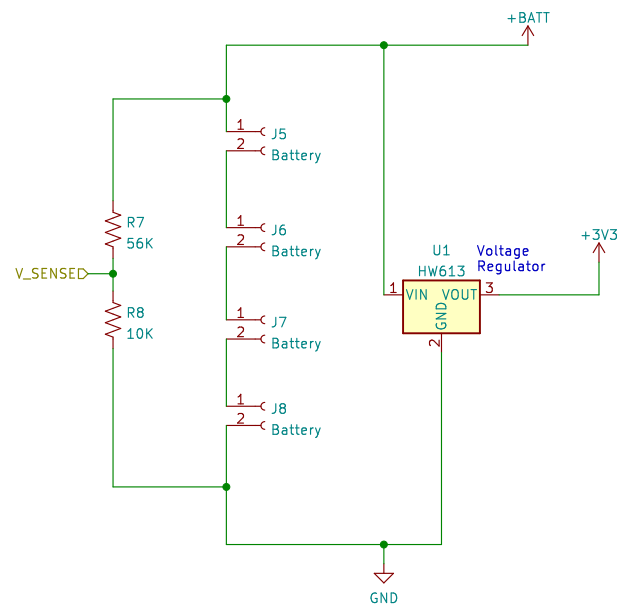 +BATT
1
J5
2
Battery
R7
56K
1
J6
2
Battery
+3V3
U1
Voltage
HW613
Regulator
V_SENSE
1
VIN
VOUT
3
GND
2
R8
10K
1
J7
2
Battery
1
J8
2
Battery
GND